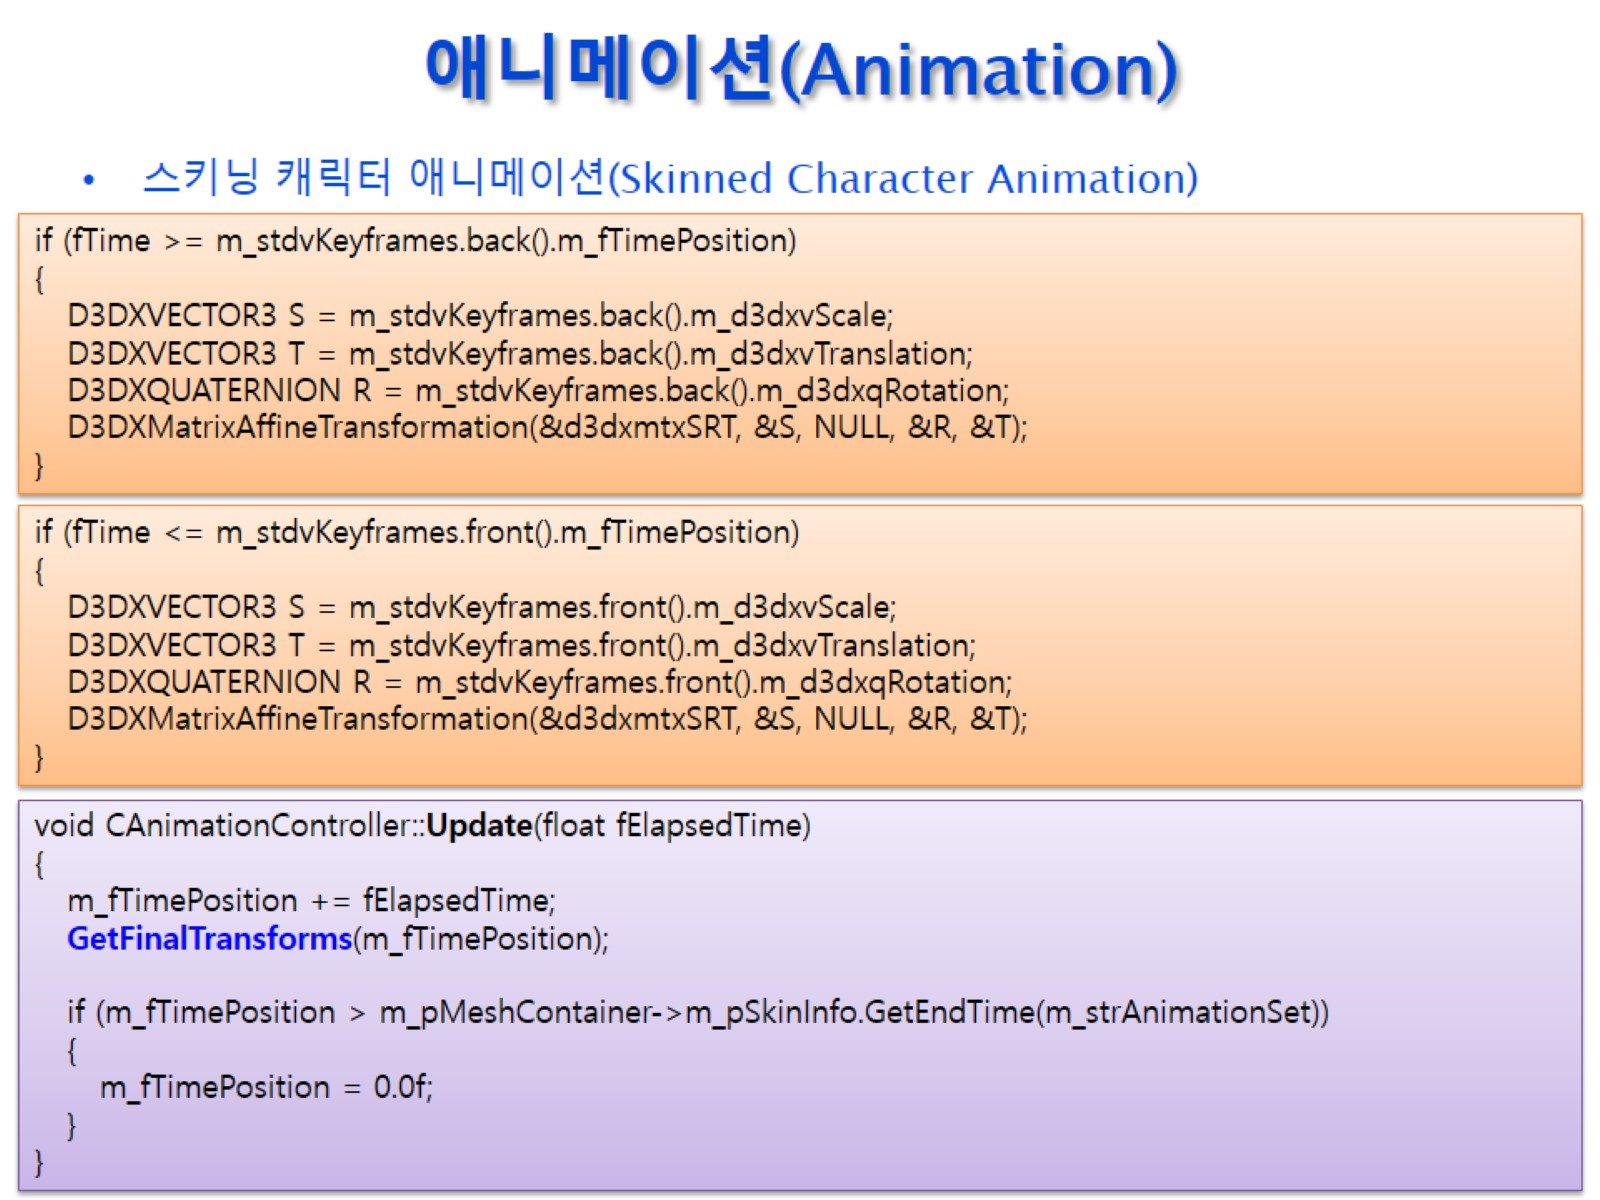 애니메이션(Animation)
• 스키닝 캐릭터 애니메이션(Skinned Character Animation)
if (fTime >= m_stdvKeyframes.back().m_fTimePosition)
{
D3DXVECTOR3 S = m_stdvKeyframes.back().m_d3dxvScale;
D3DXVECTOR3 T = m_stdvKeyframes.back().m_d3dxvTranslation;
D3DXQUATERNION R = m_stdvKeyframes.back().m_d3dxqRotation;
D3DXMatrixAffineTransformation(&d3dxmtxSRT, &S, NULL, &R, &T);
}
if (fTime <= m_stdvKeyframes.front().m_fTimePosition)
{
D3DXVECTOR3 S = m_stdvKeyframes.front().m_d3dxvScale;
D3DXVECTOR3 T = m_stdvKeyframes.front().m_d3dxvTranslation;
D3DXQUATERNION R = m_stdvKeyframes.front().m_d3dxqRotation;
D3DXMatrixAffineTransformation(&d3dxmtxSRT, &S, NULL, &R, &T);
}
void CAnimationController::Update(float fElapsedTime)
{
m_fTimePosition += fElapsedTime;
GetFinalTransforms(m_fTimePosition);
if (m_fTimePosition > m_pMeshContainer->m_pSkinInfo.GetEndTime(m_strAnimationSet))
{
m_fTimePosition = 0.0f;
}
}